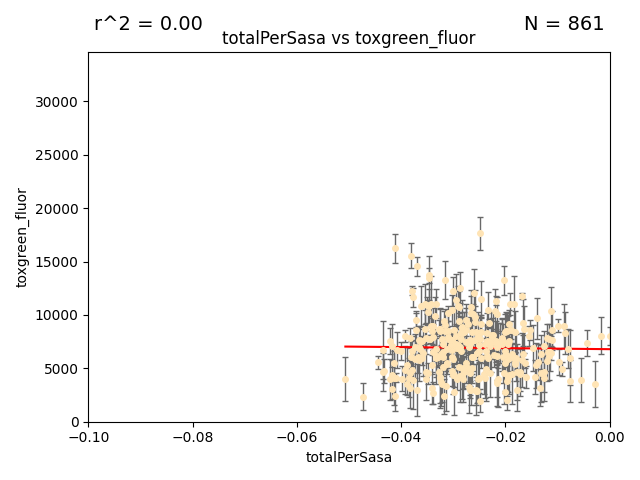 r^2 = 0.00
N = 861
totalPerSasa vs toxgreen_fluor
30000
25000
20000
15000
10000
5000
0
toxgreen_fluor
−0.10
−0.08
−0.06
−0.04
−0.02
0.00
totalPerSasa